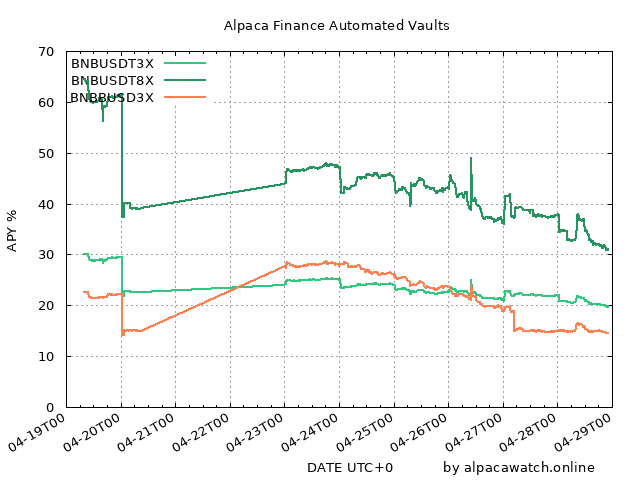 Alpaca Finance Automated Vaults
70
60
50
40
30
20
10
0
APY %
BNBUSDT3X
BNBUSDT8X
BNBBUSD3X
04-19T00
04-20T00
04-21T00
04-22T00
04-23T00
04-24T00
04-25T00
04-26T00
04-27T00
04-28T00
04-29T00
DATE UTC+0
by alpacawatch.online